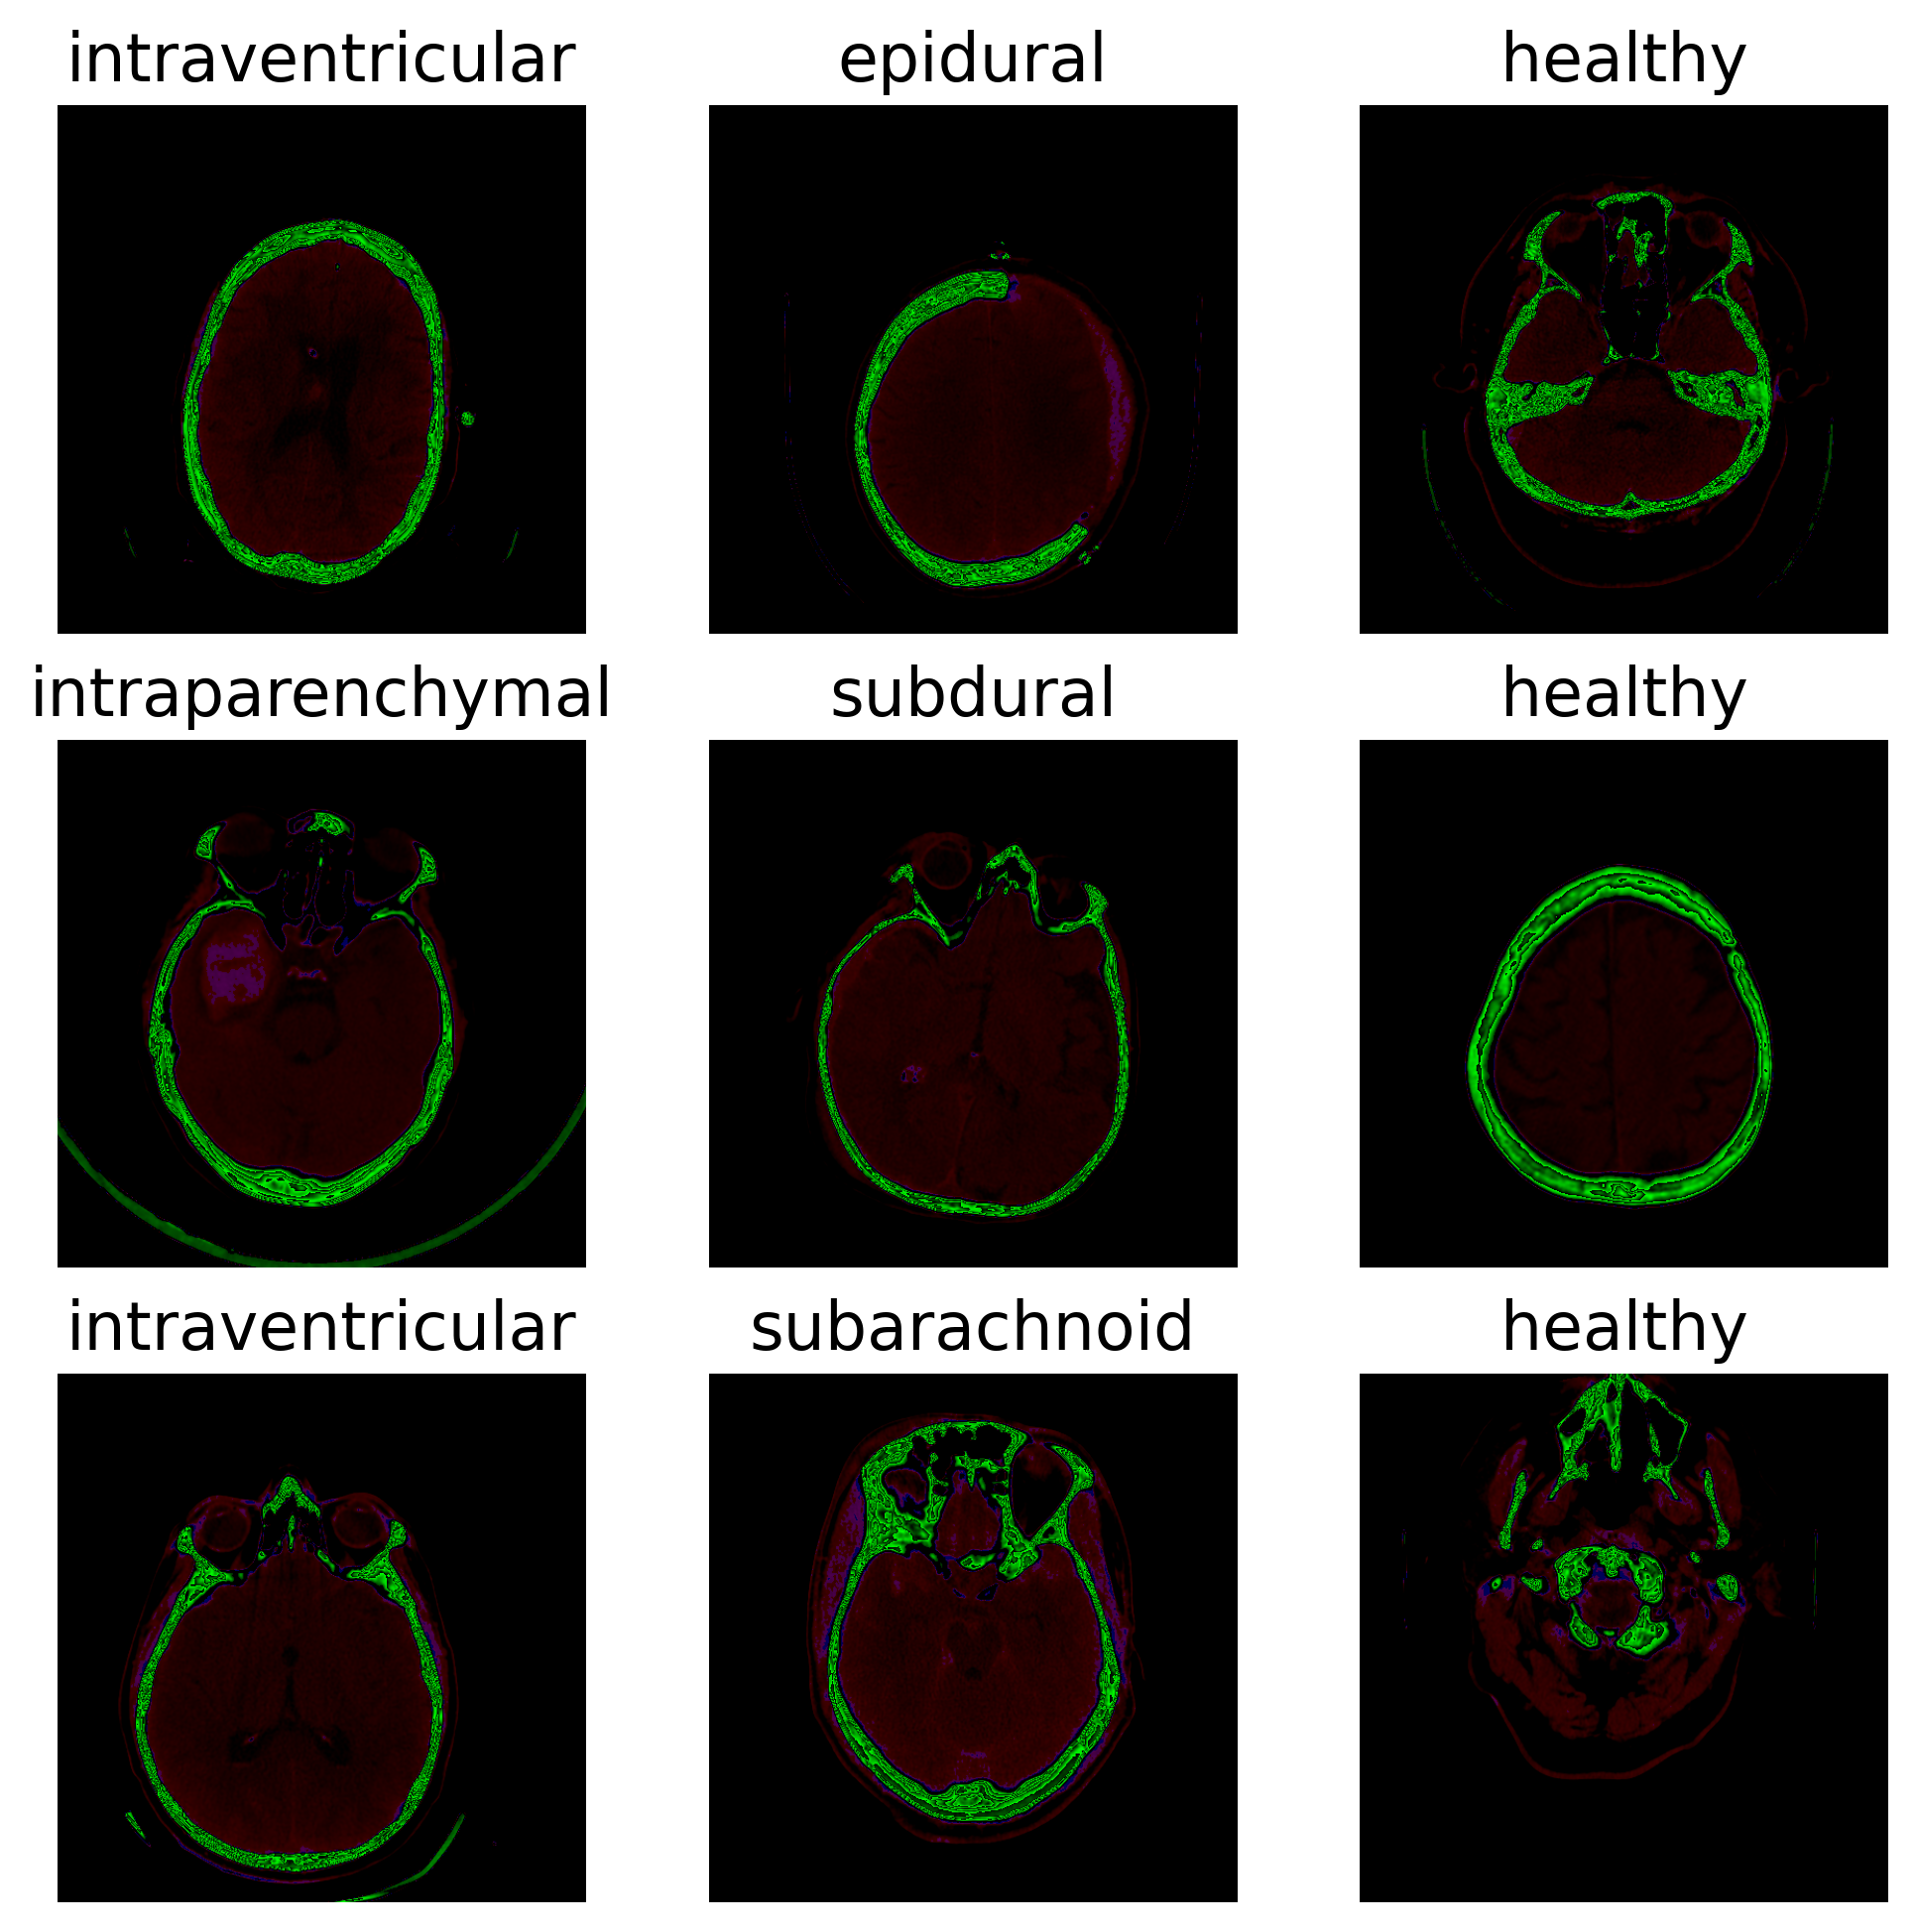 intraventricular
epidural
healthy
intraparenchymal
subdural
healthy
intraventricular
subarachnoid
healthy